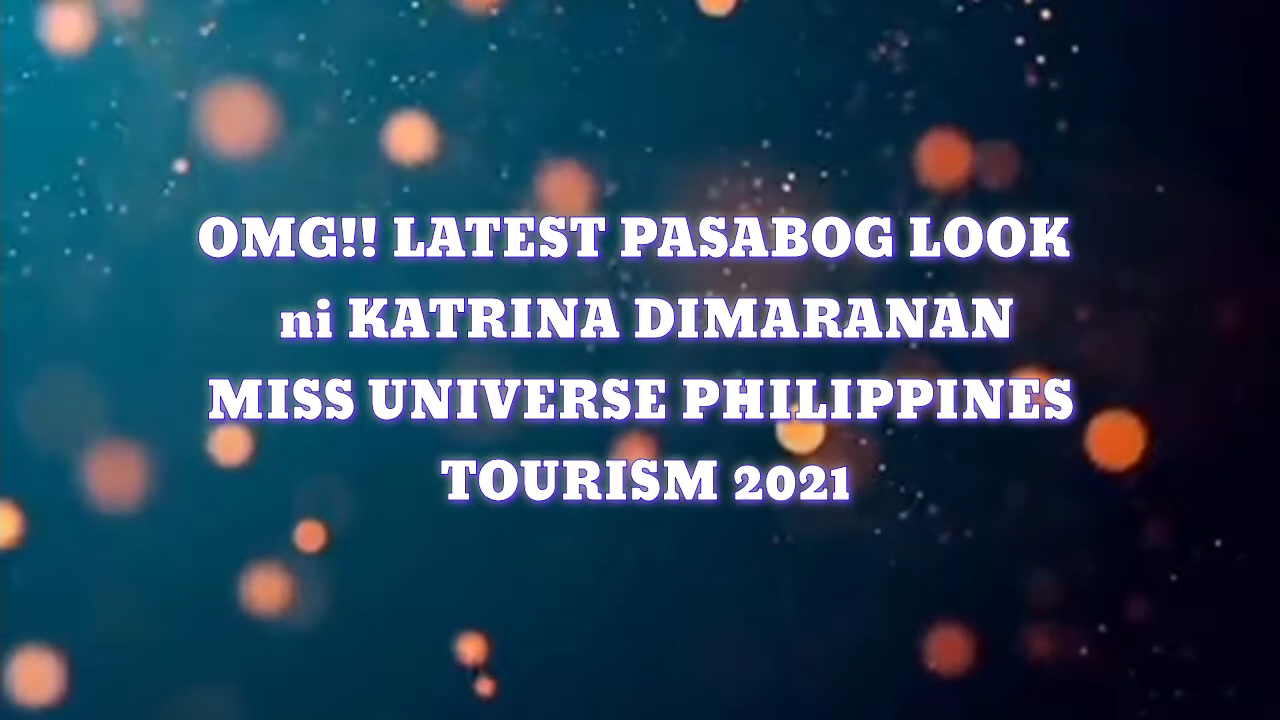 OMG!! LATEST PASABOG LOOK
ni KATRINA DIMARANAN
MISS UNIVERSE PHILIPPINES
TOURISM 2021